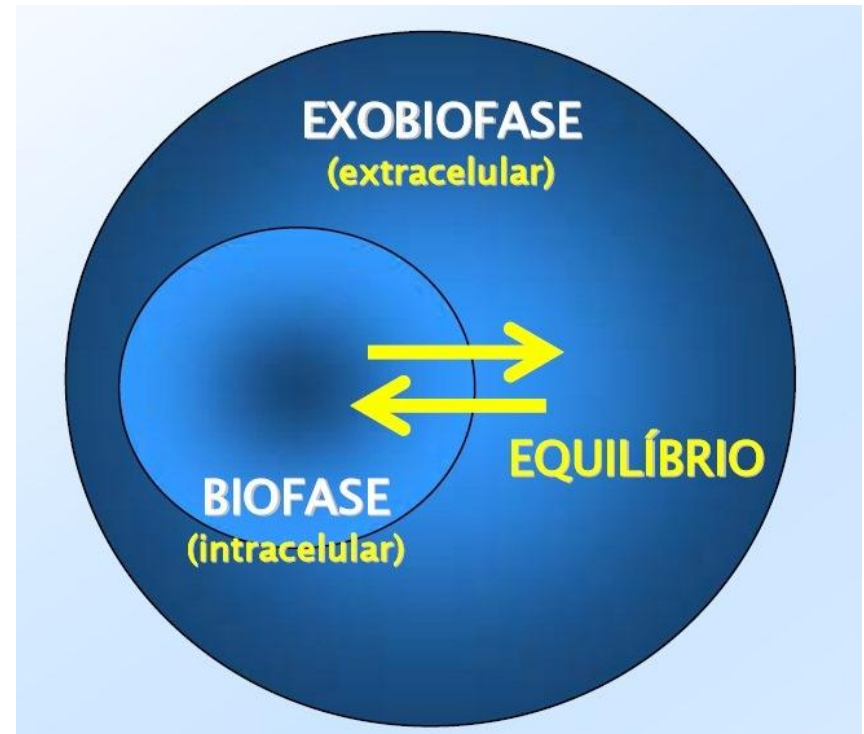 EXOBIOFASE
(extracelular)
EQUILÍBRIO
BIOFASE
(intracelular)